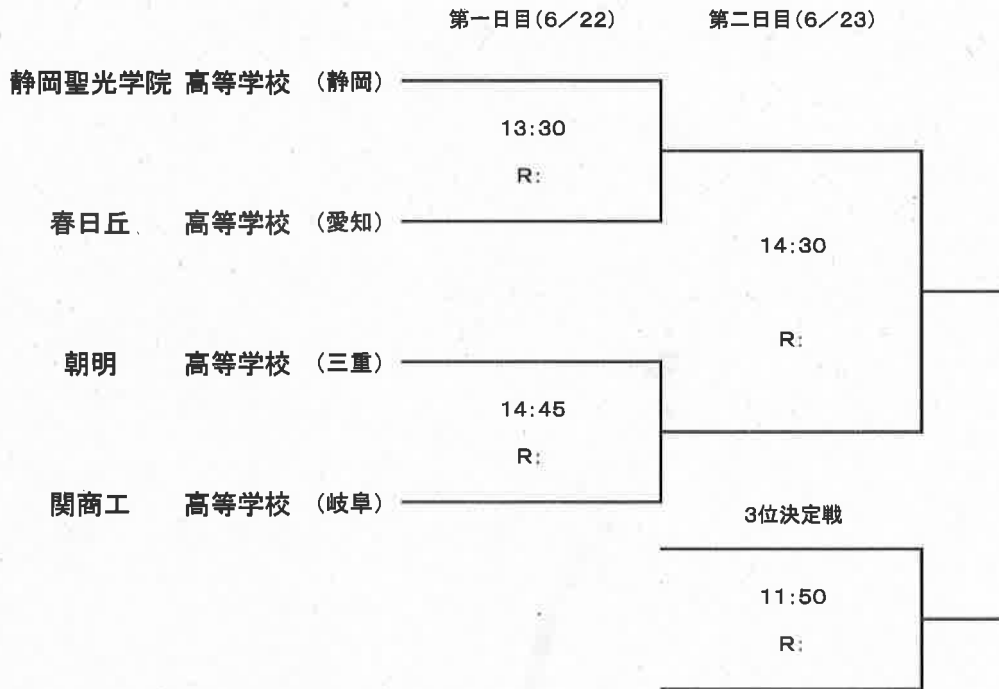 第一日目(6/22) 第二日目(6/23)
静岡聖光学院 高等学校 (静岡)
13:30
R:
春日丘 高等学校 (愛知)
14:30
R:
朝明 高等学校 (三重)
14:45
R:
関商工 高等学校 (岐阜)
3位決定戦
11:50
R: